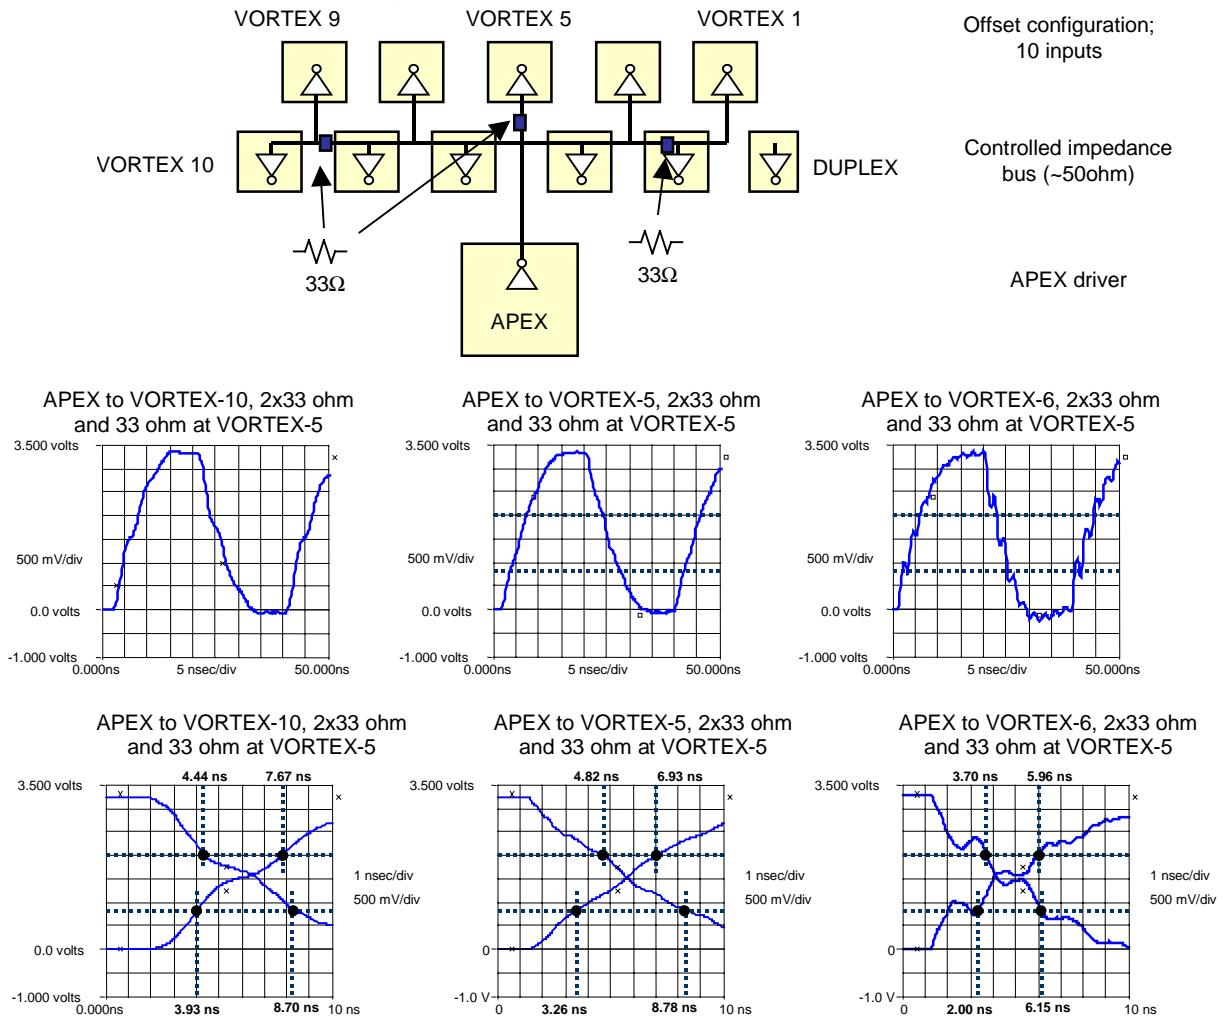 VORTEX 9
VORTEX 5
VORTEX 1
Offset configuration;
10 inputs
VORTEX 10
DUPLEX
Controlled impedance
bus (~50ohm)
33Ω
33Ω
APEX
APEX driver
APEX to VORTEX-10, 2x33 ohm
and 33 ohm at VORTEX-5
3.500 volts
500 mV/div
0.0 volts
-1.000 volts
0.000ns
5 nsec/div
50.000ns
APEX to VORTEX-5, 2x33 ohm
and 33 ohm at VORTEX-5
3.500 volts
500 mV/div
0.0 volts
-1.000 volts
0.000ns
5 nsec/div
50.000ns
APEX to VORTEX-6, 2x33 ohm
and 33 ohm at VORTEX-5
3.500 volts
500 mV/div
0.0 volts
-1.000 volts
0.000ns
5 nsec/div
50.000ns
APEX to VORTEX-10, 2x33 ohm
and 33 ohm at VORTEX-5
4.44 ns
7.67 ns
3.500 volts
1 nsec/div
500 mV/div
0.0 volts
-1.000 volts
0.000ns
3.93 ns
8.70 ns
10 ns
APEX to VORTEX-5, 2x33 ohm
and 33 ohm at VORTEX-5
4.82 ns
6.93 ns
3.500 volts
1 nsec/div
500 mV/div
0
-1.0 V
0
3.26 ns
8.78 ns
10 ns
APEX to VORTEX-6, 2x33 ohm
and 33 ohm at VORTEX-5
3.70 ns
5.96 ns
3.500 volts
1 nsec/div
500 mV/div
0
-1.0 V
0
2.00 ns
6.15 ns
10 ns